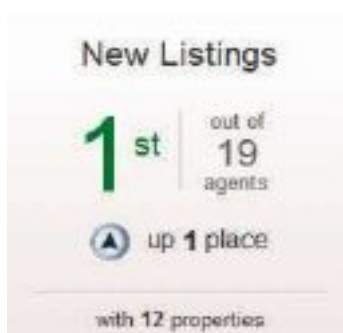 New Listings
1st
out of
19
agents
up 1 place
with 12 properties